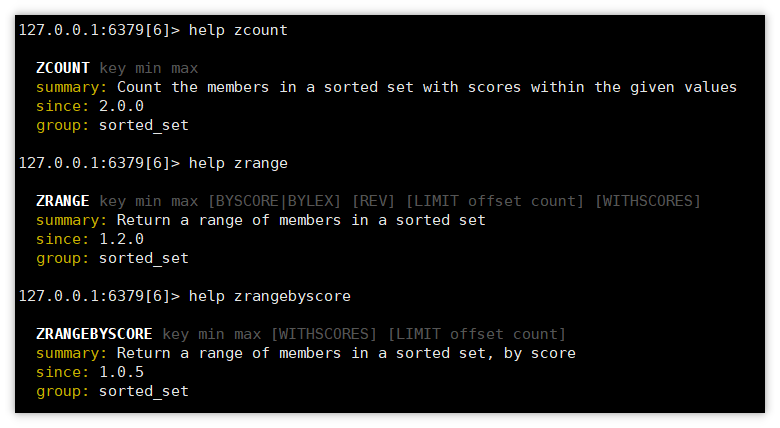 127.0.0.1:6379[6]> help zcount
ZCOUNT key min max
summary: Count the members in a sorted set with scores within the given values
since: 2.0.0
group: sorted_set
127.0.0.1:6379[6]> help zrange
ZRANGE key min max [BYSCORE|BYLEX] [REV] [LIMIT offset count] [WITHSCORES]
summary: Return a range of members in a sorted set
since: 1.2.0
group: sorted_set
127.0.0.1:6379[6]> help zrangebyscore
ZRANGEBYSCORE key min max [WITHSCORES] [LIMIT offset count]
summary: Return a range of members in a sorted set, by score
since: 1.0.5
group: sorted_set